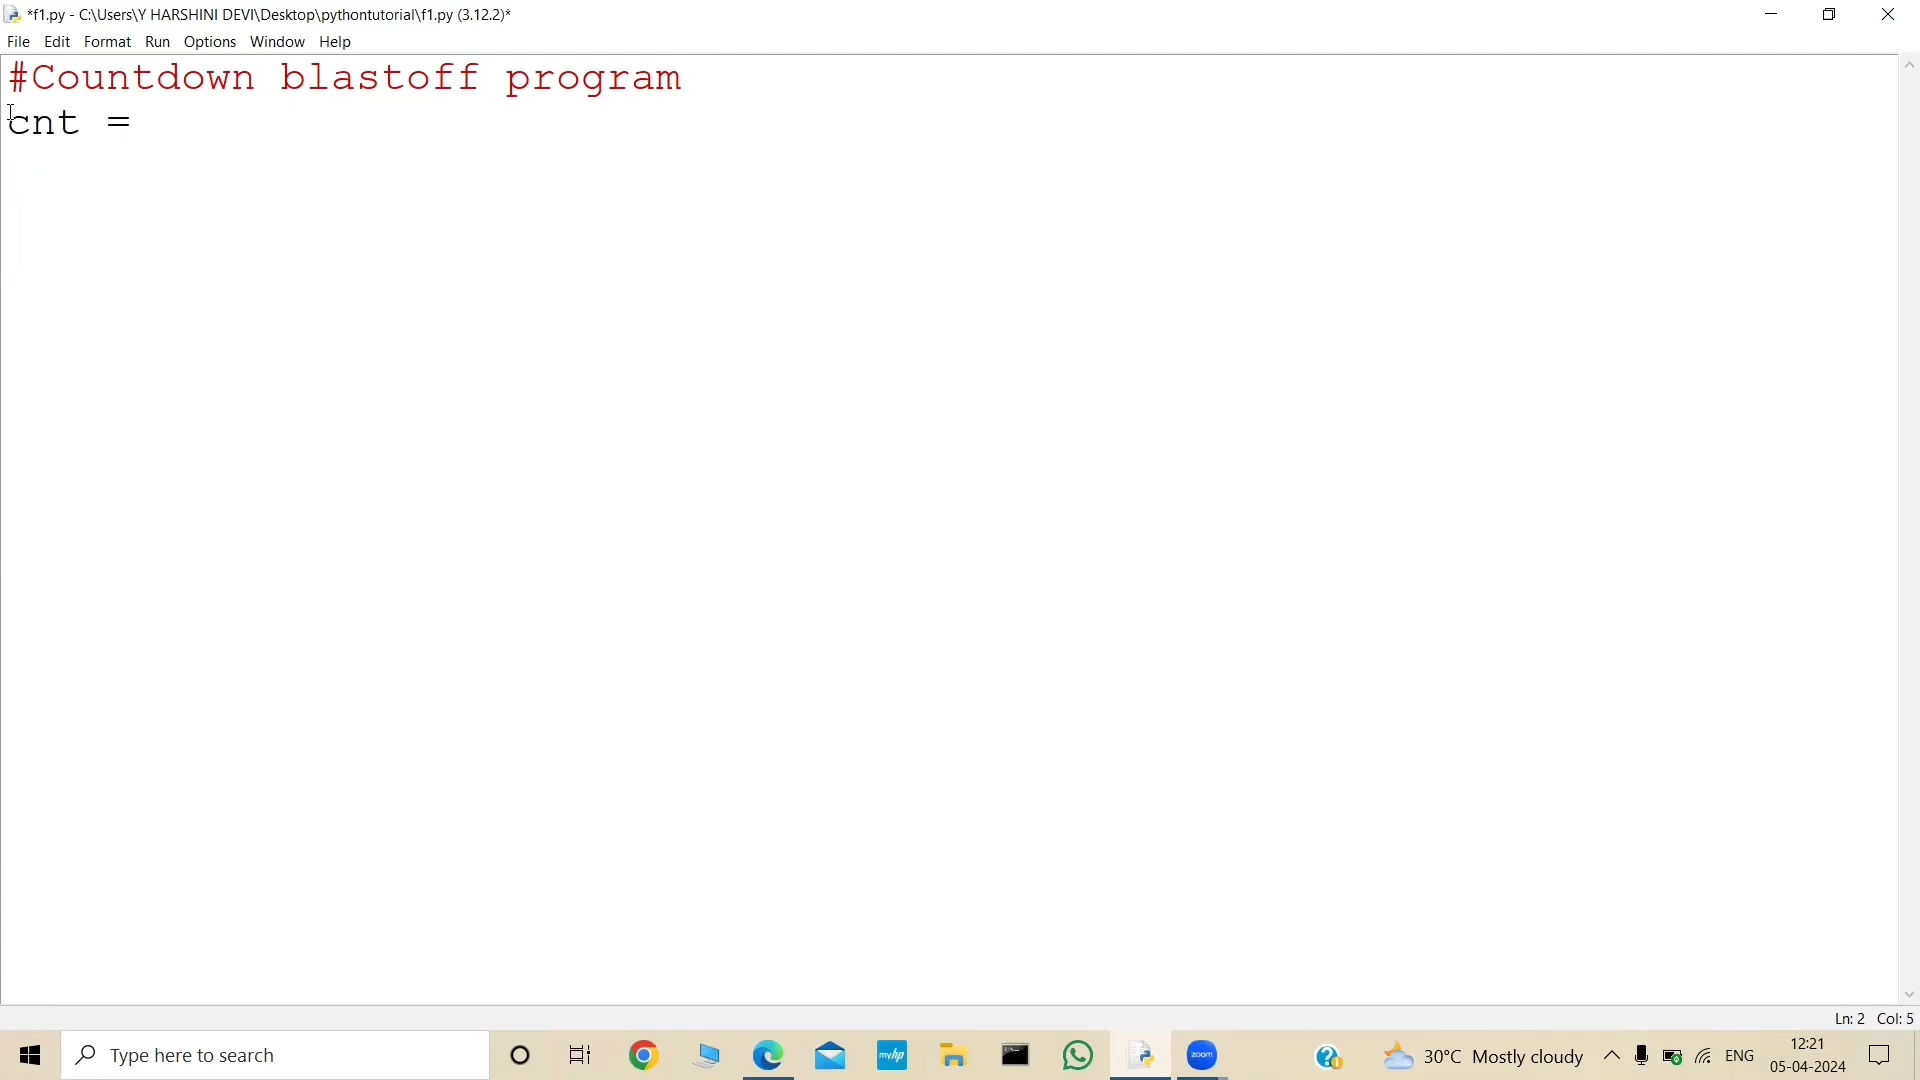 *f1.py - C:\Users\Y HARSHINI DEVI\Desktop\pythontutorial\f1.py (3.12.2)*
File Edit Format Run Options Window Help
#Countdown blastoff program
cnt =
Ln: 2 Col: 5
Type here to search
myhp
zoom
30°C Mostly cloudy
ENG
12:21
05-04-2024